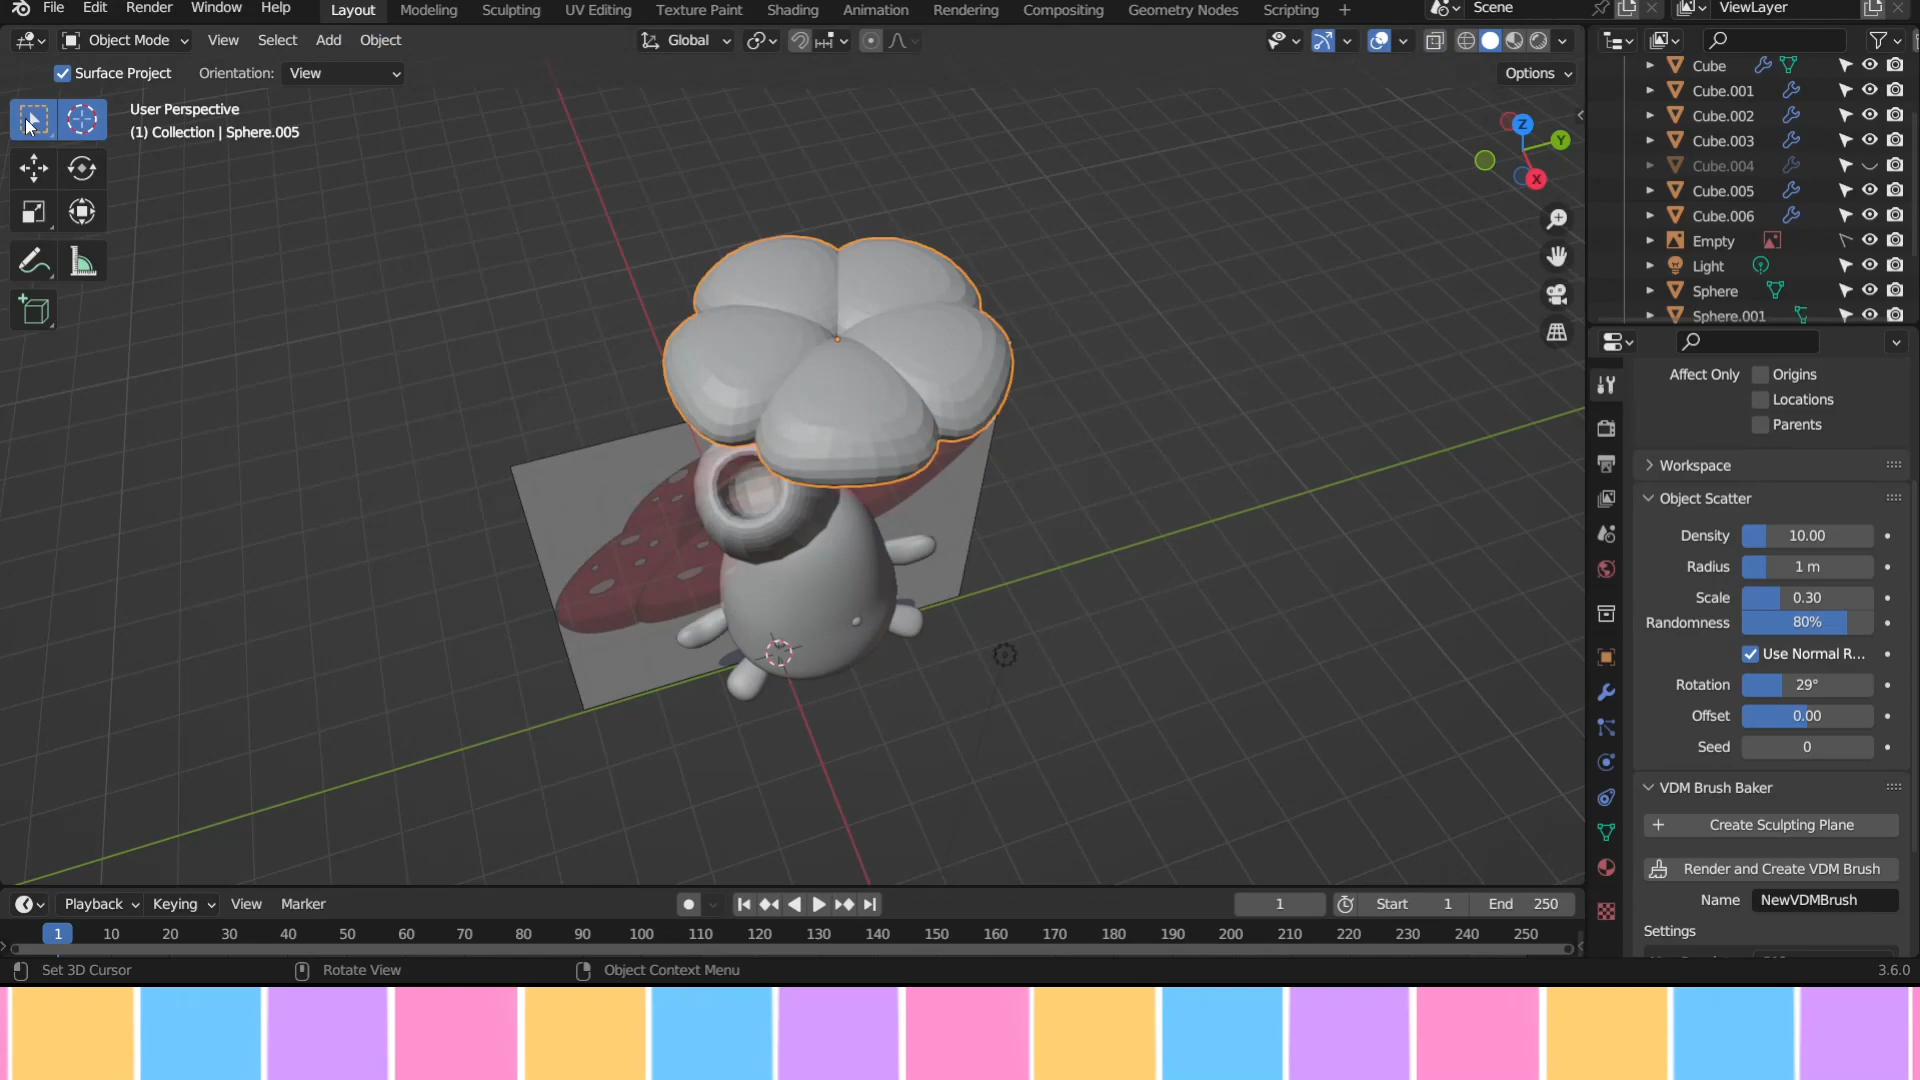 File Edit Render Window Help Layout Modeling Sculpting UV Editing Texture Paint Shading Animation Rendering Compositing Geometry Nodes Scripting + Scene ViewLayer
Object Mode View Select Add Object Global
Surface Project Orientation: View Options
User Perspective
(1) Collection | Sphere.005
Z
Y
X
Cube
Cube.001
Cube.002
Cube.003
Cube.004
Cube.005
Cube.006
Empty
Light
Sphere
Sphere.001
Affect Only Origins
Locations
Parents
Workspace
Object Scatter
Density 10.00
Radius 1 m
Scale 0.30
Randomness 80%
Use Normal R...
Rotation 29°
Offset 0.00
Seed 0
VDM Brush Baker
Create Sculpting Plane
Render and Create VDM Brush
Name NewVDMBrush
Settings
Playback Keying View Marker 1 Start 1 End 250
1 10 20 30 40 50 60 70 80 90 100 110 120 130 140 150 160 170 180 190 200 210 220 230 240 250
Set 3D Cursor Rotate View Object Context Menu 3.6.0